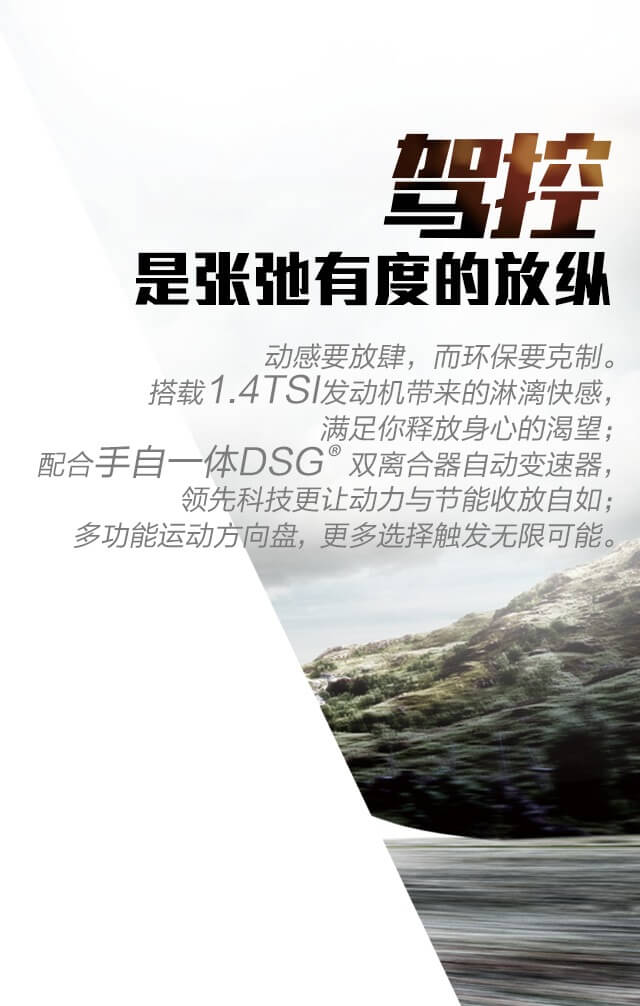 驾控
是张弛有度的放纵
动感要放肆，而环保要克制。
搭载1.4TSI发动机带来的淋漓快感，
满足你释放身心的渴望；
配合手自一体DSG® 双离合器自动变速器，
领先科技更让动力与节能收放自如；
多功能运动方向盘，更多选择触发无限可能。